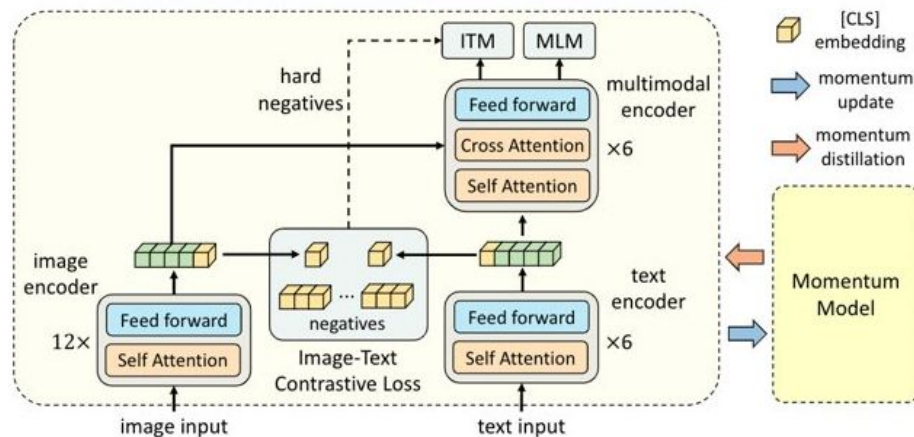 ITM
MLM
[CLS]
embedding
hard
negatives
Feed forward
multimodal
encoder
momentum
update
Cross Attention
×6
momentum
distillation
Self Attention
image
encoder
text
encoder
Momentum
Model
12×
Feed forward
Self Attention
...
negatives
Feed forward
Self Attention
×6
Image-Text
Contrastive Loss
image input
text input